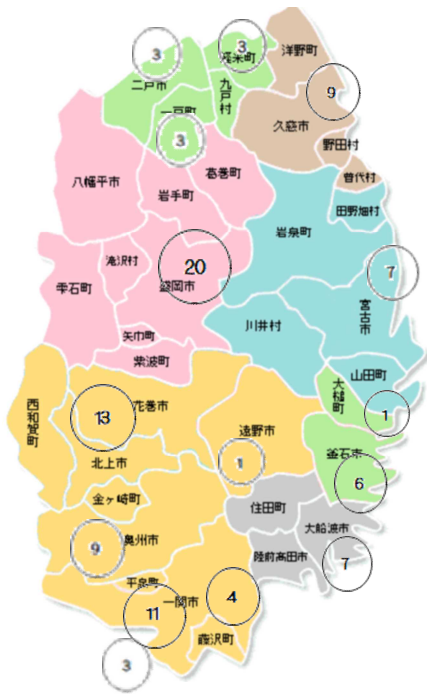 3
3
軽米町
洋野町
二戸市
九戸村
一戸町
9
久慈市
3
野田村
八幡平市
葛巻町
岩手町
普代村
田野畑村
岩泉町
滝沢村
20
7
雫石町
盛岡市
宮古市
川井村
矢巾町
紫波町
山田町
大槌町
西和賀町
花巻市
13
1
遠野市
釜石市
北上市
1
6
金ヶ崎町
住田町
大船渡市
奥州市
9
陸前高田市
7
平泉町
4
一関市
11
藤沢町
3